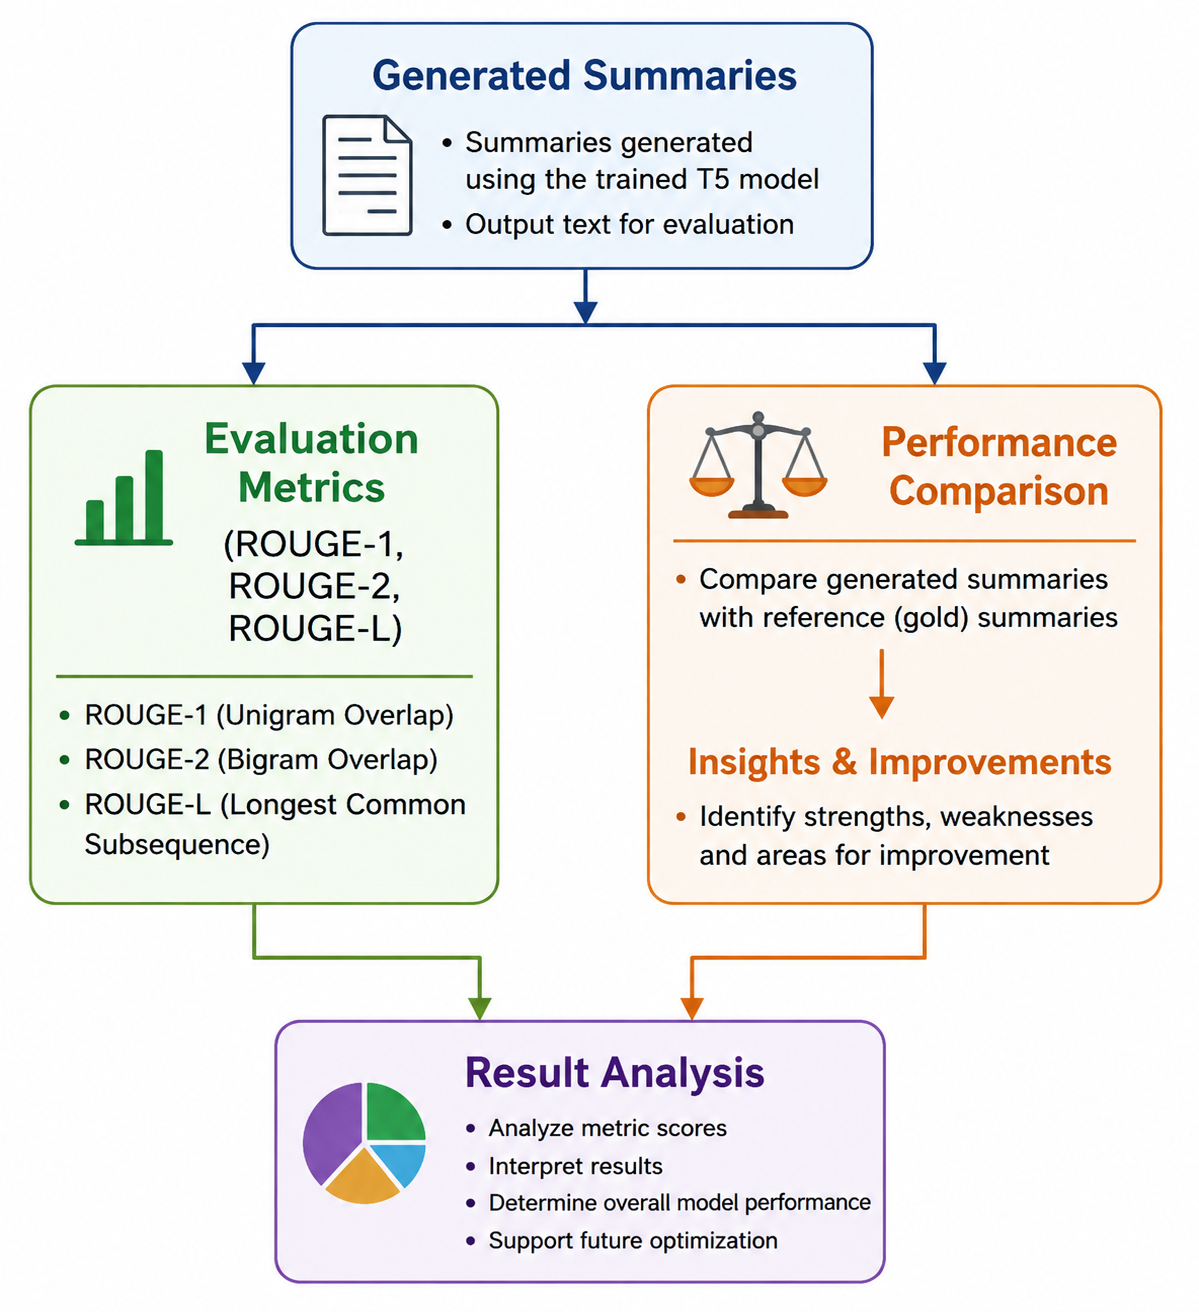 Generated Summaries
• Summaries generated
using the trained T5 model
• Output text for evaluation
Evaluation
Metrics
(ROUGE-1,
ROUGE-2,
ROUGE-L)
• ROUGE-1 (Unigram Overlap)
• ROUGE-2 (Bigram Overlap)
• ROUGE-L (Longest Common
Subsequence)
Performance
Comparison
• Compare generated summaries
with reference (gold) summaries
Insights & Improvements
• Identify strengths, weaknesses
and areas for improvement
Result Analysis
• Analyze metric scores
• Interpret results
• Determine overall model performance
• Support future optimization